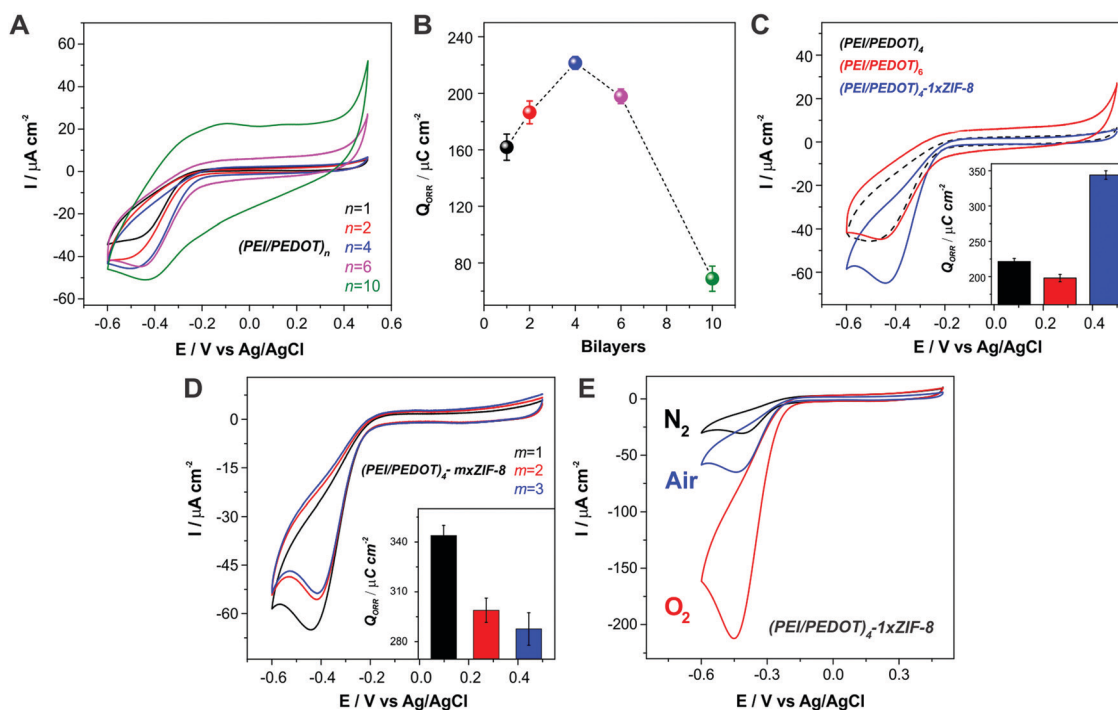 A
60
40
20
0
-20
-40
-60
I / μA cm⁻²
n=1
n=2
n=4
n=6
n=10
(PEI/PEDOT)ₙ
-0.6 -0.4 -0.2 0.0 0.2 0.4 0.6
E / V vs Ag/AgCl
B
240
200
160
120
80
Q_ORR / μC cm⁻²
0 2 4 6 8 10
Bilayers
C
60
40
20
0
-20
-40
-60
I / μA cm⁻²
(PEI/PEDOT)₄
(PEI/PEDOT)₆
(PEI/PEDOT)₄-1xZIF-8
350
300
250
200
Q_ORR / μC cm⁻²
-0.6 -0.4 -0.2 0.0 0.2 0.4
E / V vs Ag/AgCl
D
0
-15
-30
-45
-60
I / μA cm⁻²
(PEI/PEDOT)₄- mxZIF-8
m=1
m=2
m=3
340
310
280
Q_ORR / μC cm⁻²
-0.6 -0.4 -0.2 0.0 0.2 0.4
E / V vs Ag/AgCl
E
0
-50
-100
-150
-200
I / μA cm⁻²
N₂
Air
O₂
(PEI/PEDOT)₄-1xZIF-8
-0.6 -0.3 0.0 0.3
E / V vs Ag/AgCl